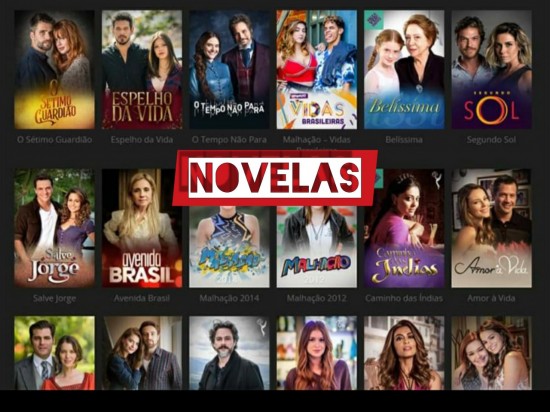 O
SÉTIMO
GUARDIÃO
ESPELHO
DA VIDA
O TEMPO NÃO PARA
VIDAS
BRASILEIRAS
Belíssima
SEGUNDO
SOL
O Sétimo Guardião
Espelho da Vida
O Tempo Não Para
Malhação - Vidas
Belíssima
Segundo Sol
NOVELAS
Salve
Jorge
avenida
BRASIL
MALHAÇÃO
Caminho
das
Índias
Amor à Vida
Salve Jorge
Avenida Brasil
Malhação 2014
Malhação 2012
Caminho das Índias
Amor à Vida